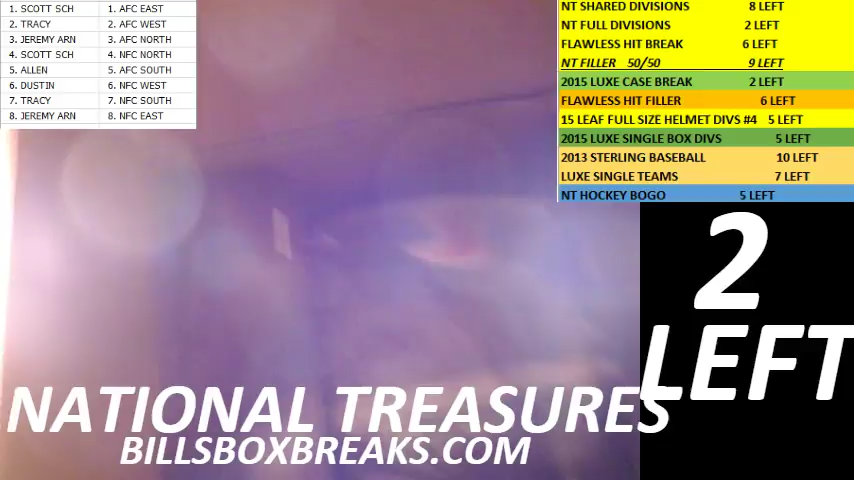 1. SCOTT SCH 1. AFC EAST
2. TRACY 2. AFC WEST
3. JEREMY ARN 3. AFC NORTH
4. SCOTT SCH 4. NFC NORTH
5. ALLEN 5. AFC SOUTH
6. DUSTIN 6. NFC WEST
7. TRACY 7. NFC SOUTH
8. JEREMY ARN 8. NFC EAST
NT SHARED DIVISIONS 8 LEFT
NT FULL DIVISIONS 2 LEFT
FLAWLESS HIT BREAK 6 LEFT
NT FILLER 50/50 9 LEFT
2015 LUXE CASE BREAK 2 LEFT
FLAWLESS HIT FILLER 6 LEFT
15 LEAF FULL SIZE HELMET DIVS #4 5 LEFT
2015 LUXE SINGLE BOX DIVS 5 LEFT
2013 STERLING BASEBALL 10 LEFT
LUXE SINGLE TEAMS 7 LEFT
NT HOCKEY BOGO 5 LEFT
2
LEFT
NATIONAL TREASURES
BILLSBOXBREAKS.COM